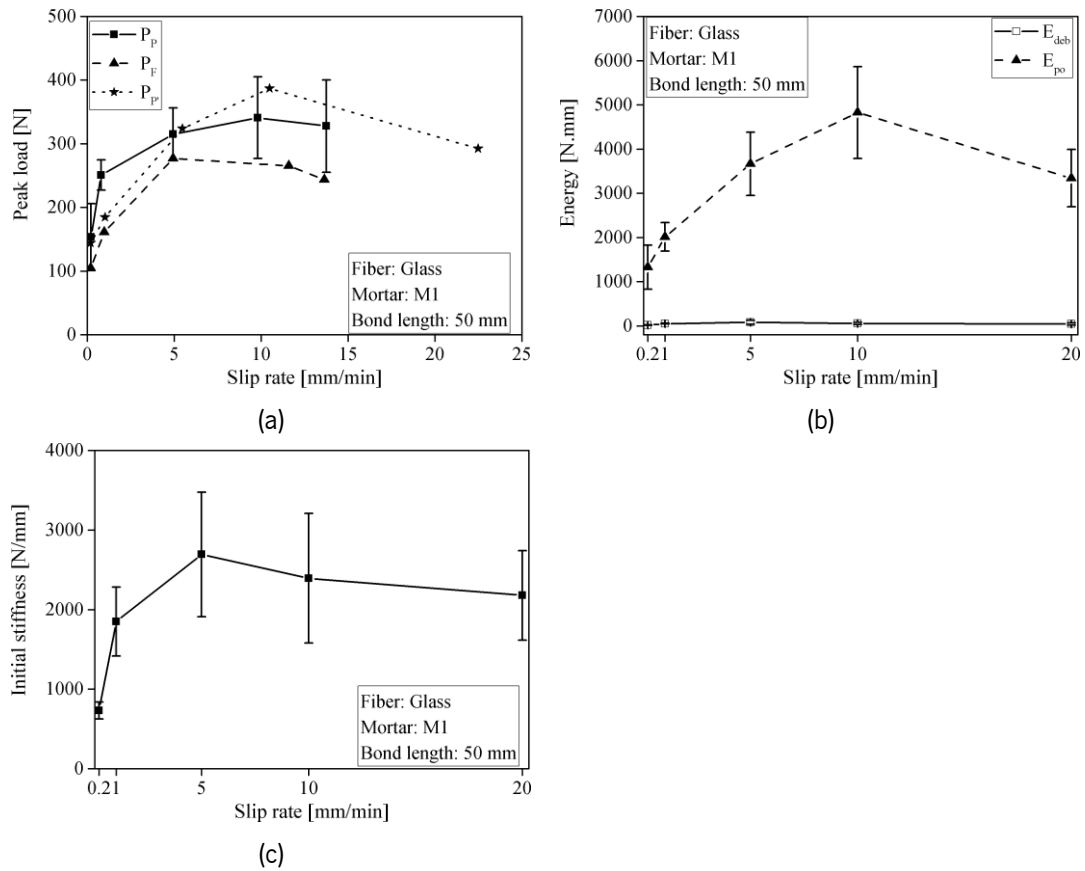 500
400
300
200
100
0
Peak load [N]
P_P
P_F
P_P'
Fiber: Glass
Mortar: M1
Bond length: 50 mm
0 5 10 15 20 25
Slip rate [mm/min]
(a)
7000
6000
5000
4000
3000
2000
1000
0
Energy [N.mm]
Fiber: Glass
Mortar: M1
Bond length: 50 mm
E_deb
E_po
0.21 5 10 20
Slip rate [mm/min]
(b)
4000
3000
2000
1000
0
Initial stiffness [N/mm]
Fiber: Glass
Mortar: M1
Bond length: 50 mm
0.21 5 10 20
Slip rate [mm/min]
(c)